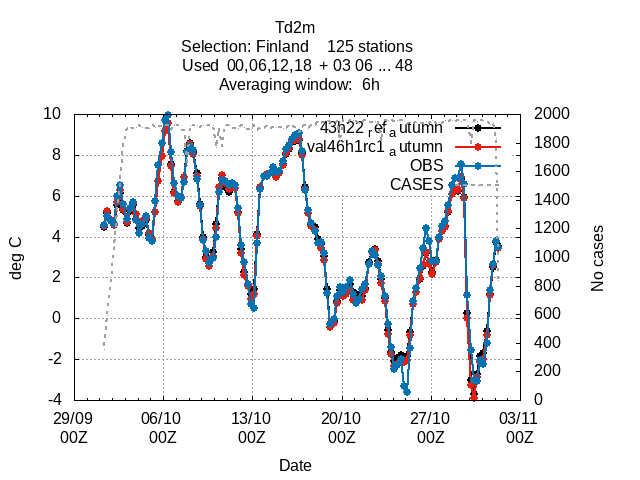 Td2m
Selection: Finland 125 stations
Used 00,06,12,18 + 03 06 ... 48
Averaging window: 6h
10
8
6
4
2
0
-2
-4
deg C
2000
1800
1600
1400
1200
1000
800
600
400
200
0
No cases
43h22_ref_autumn
val46h1rc1_autumn
OBS
CASES
29/09 06/10 13/10 20/10 27/10 03/11
00Z 00Z 00Z 00Z 00Z 00Z
Date